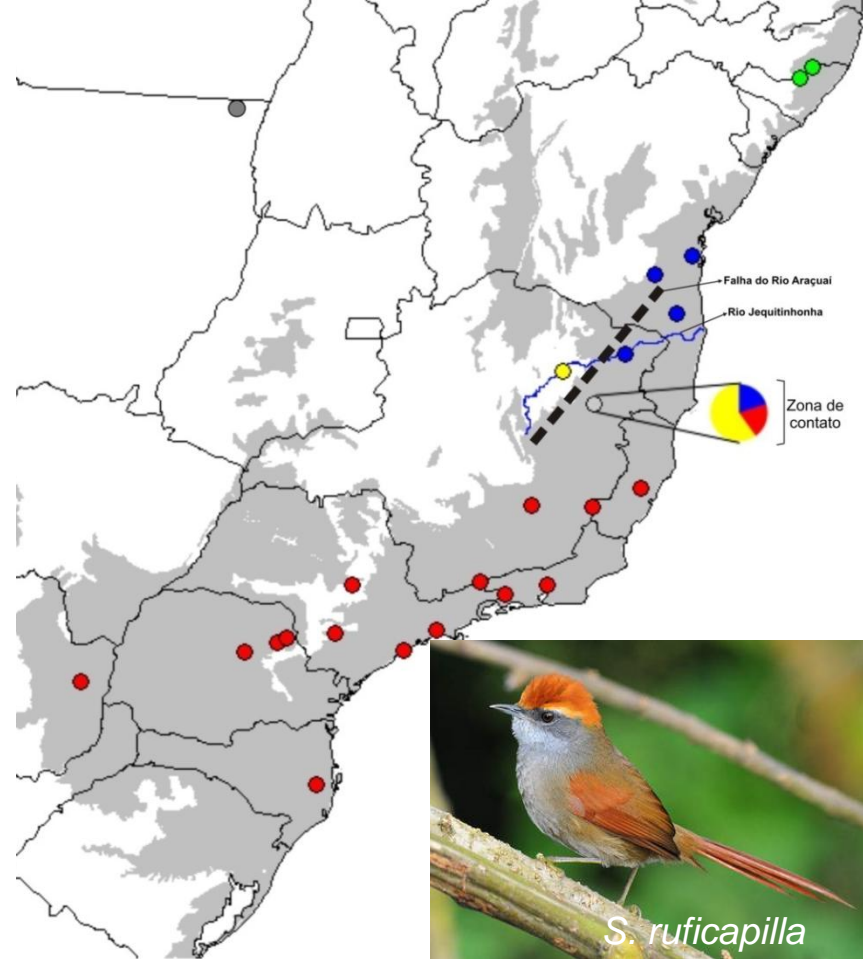 Falha do Rio Araçuaí
Rio Jequitinhonha
Zona de
contato
S. ruficapilla